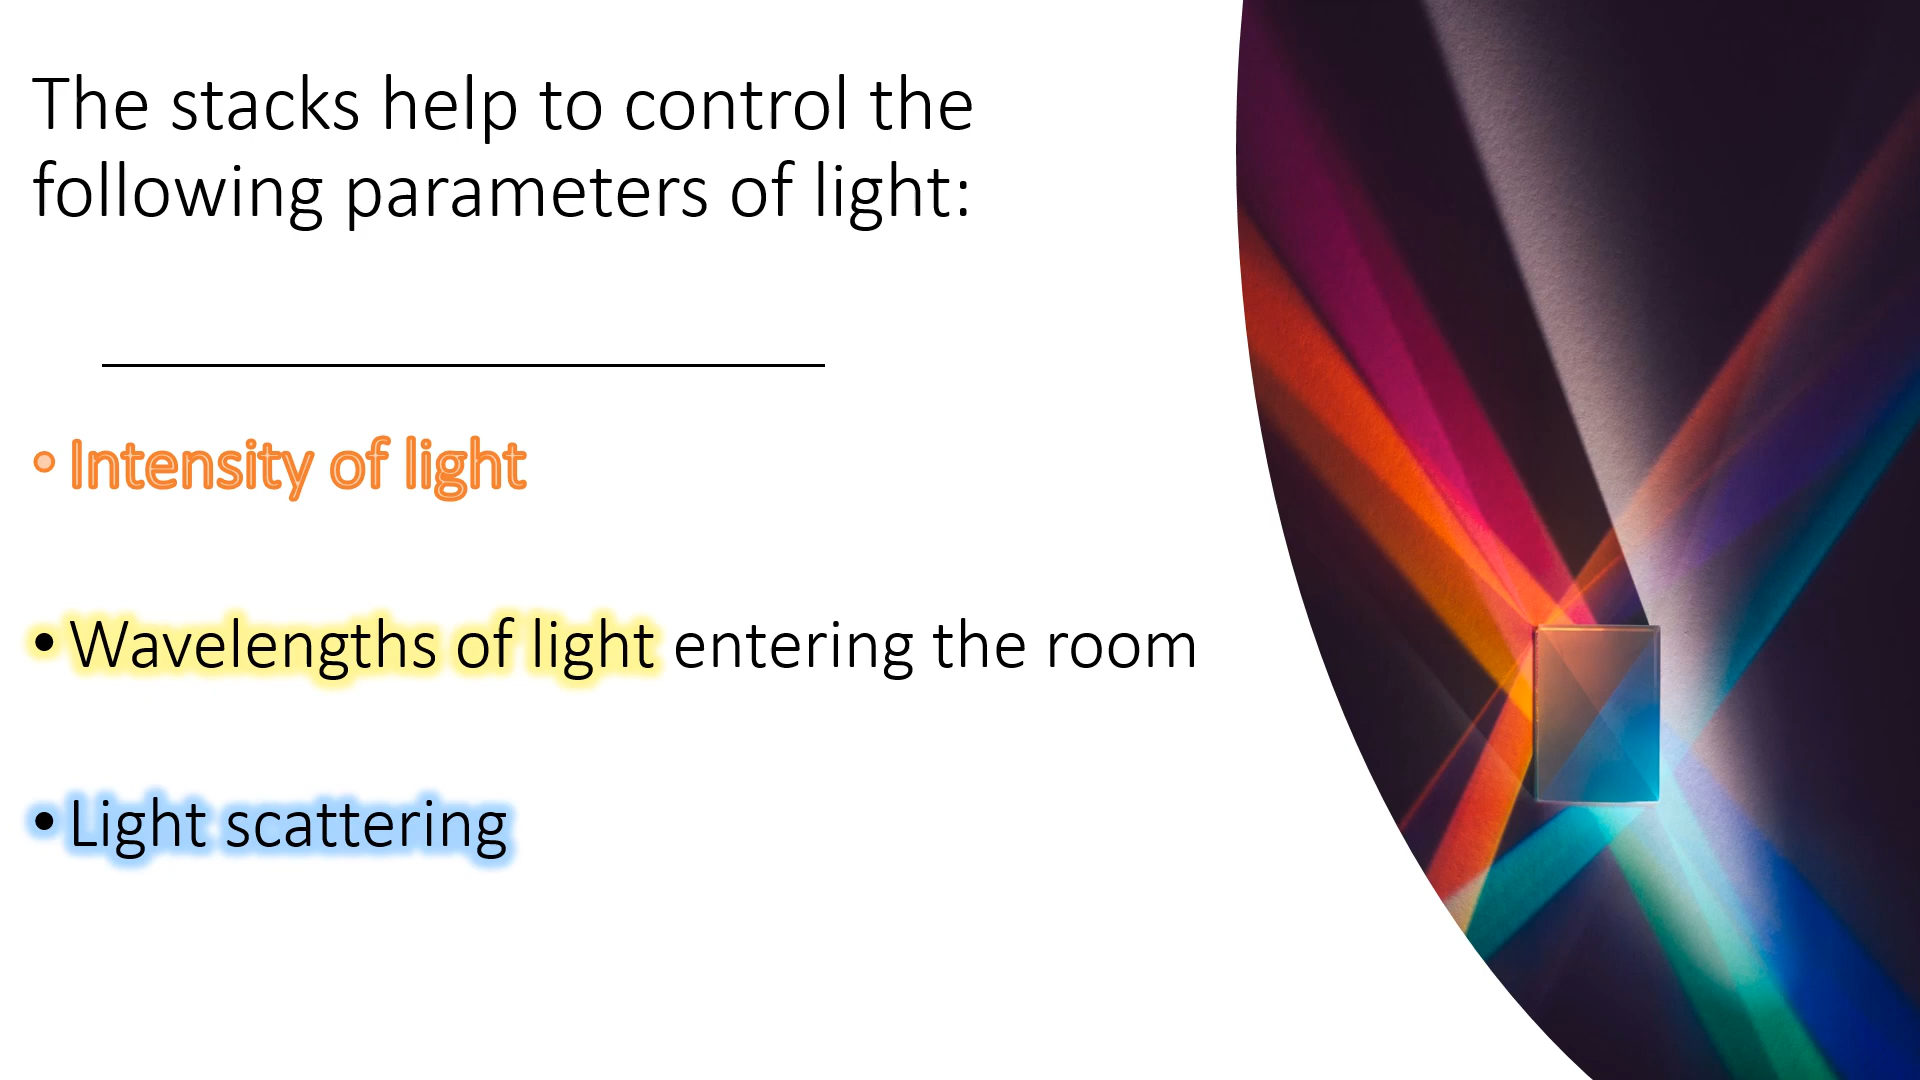 The stacks help to control the
following parameters of light:
• Intensity of light
• Wavelengths of light entering the room
• Light scattering